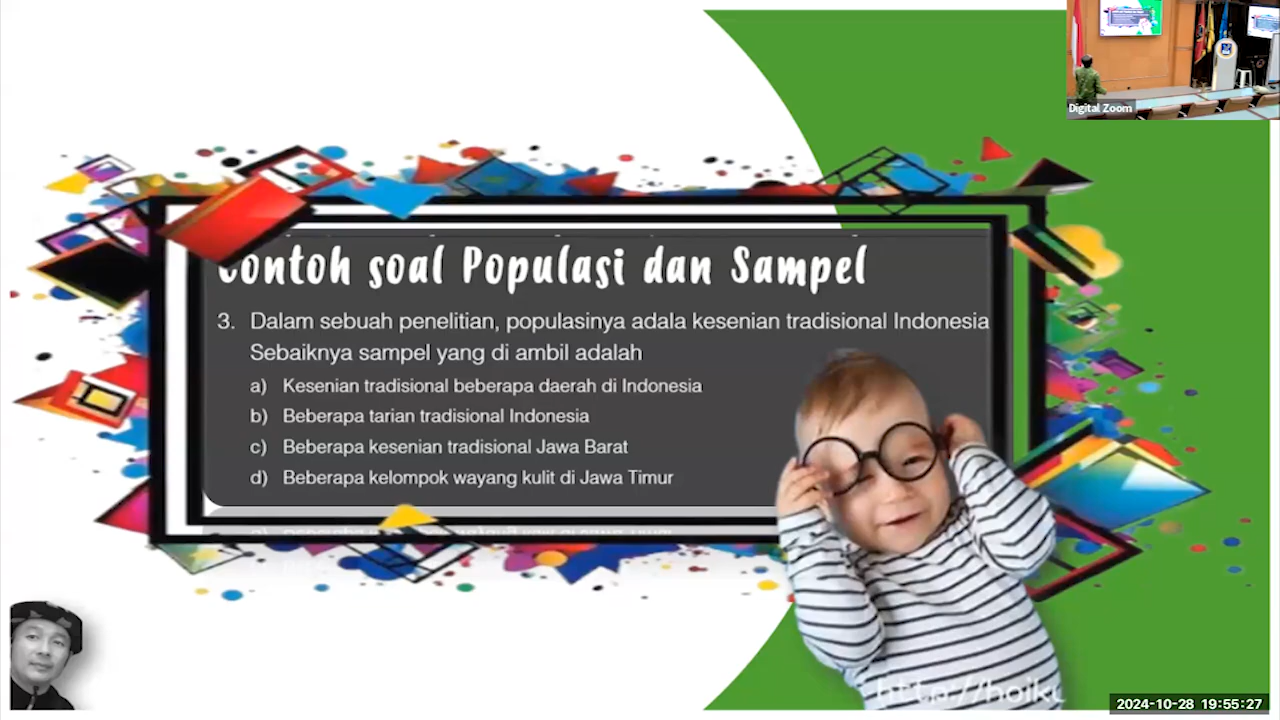 Digital Zoom
Contoh soal Populasi dan Sampel
3. Dalam sebuah penelitian, populasinya adala kesenian tradisional Indonesia
Sebaiknya sampel yang di ambil adalah
a) Kesenian tradisional beberapa daerah di Indonesia
b) Beberapa tarian tradisional Indonesia
c) Beberapa kesenian tradisional Jawa Barat
d) Beberapa kelompok wayang kulit di Jawa Timur
2024-10-28 19:55:27